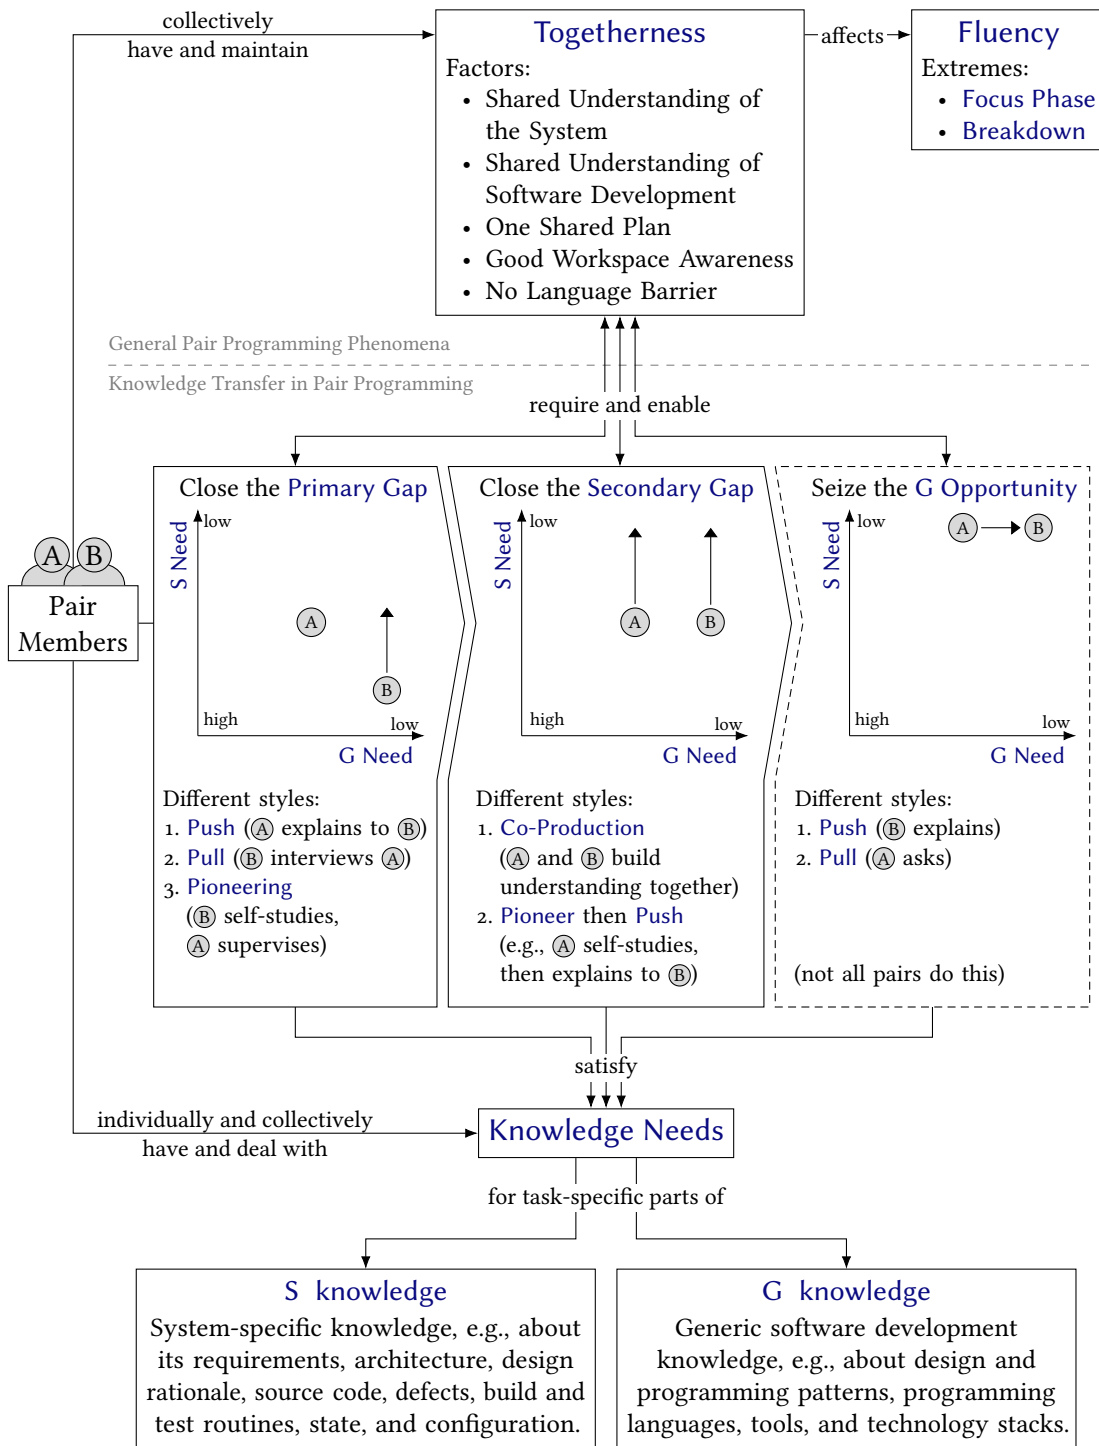 collectively
have and maintain
Togetherness
Factors:
• Shared Understanding of
the System
• Shared Understanding of
Software Development
• One Shared Plan
• Good Workspace Awareness
• No Language Barrier
affects
Fluency
Extremes:
• Focus Phase
• Breakdown
General Pair Programming Phenomena
Knowledge Transfer in Pair Programming
require and enable
A B
Pair
Members
Close the Primary Gap
S Need
low
A
B
high
low
G Need
Different styles:
1. Push (A explains to B)
2. Pull (B interviews A)
3. Pioneering
(B self-studies,
A supervises)
Close the Secondary Gap
S Need
low
A B
high
low
G Need
Different styles:
1. Co-Production
(A and B build
understanding together)
2. Pioneer then Push
(e.g., A self-studies,
then explains to B)
Seize the G Opportunity
S Need
low
A B
high
low
G Need
Different styles:
1. Push (B explains)
2. Pull (A asks)
(not all pairs do this)
satisfy
individually and collectively
have and deal with
Knowledge Needs
for task-specific parts of
S knowledge
System-specific knowledge, e.g., about
its requirements, architecture, design
rationale, source code, defects, build and
test routines, state, and configuration.
G knowledge
Generic software development
knowledge, e.g., about design and
programming patterns, programming
languages, tools, and technology stacks.